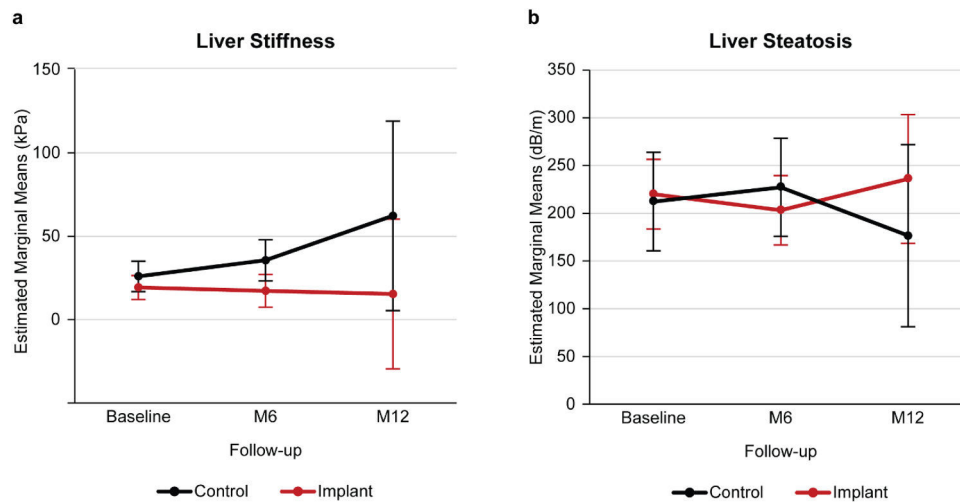 a
Liver Stiffness
Estimated Marginal Means (kPa)
150
100
50
0
Baseline M6 M12
Follow-up
Control Implant
b
Liver Steatosis
Estimated Marginal Means (dB/m)
350
300
250
200
150
100
50
0
Baseline M6 M12
Follow-up
Control Implant